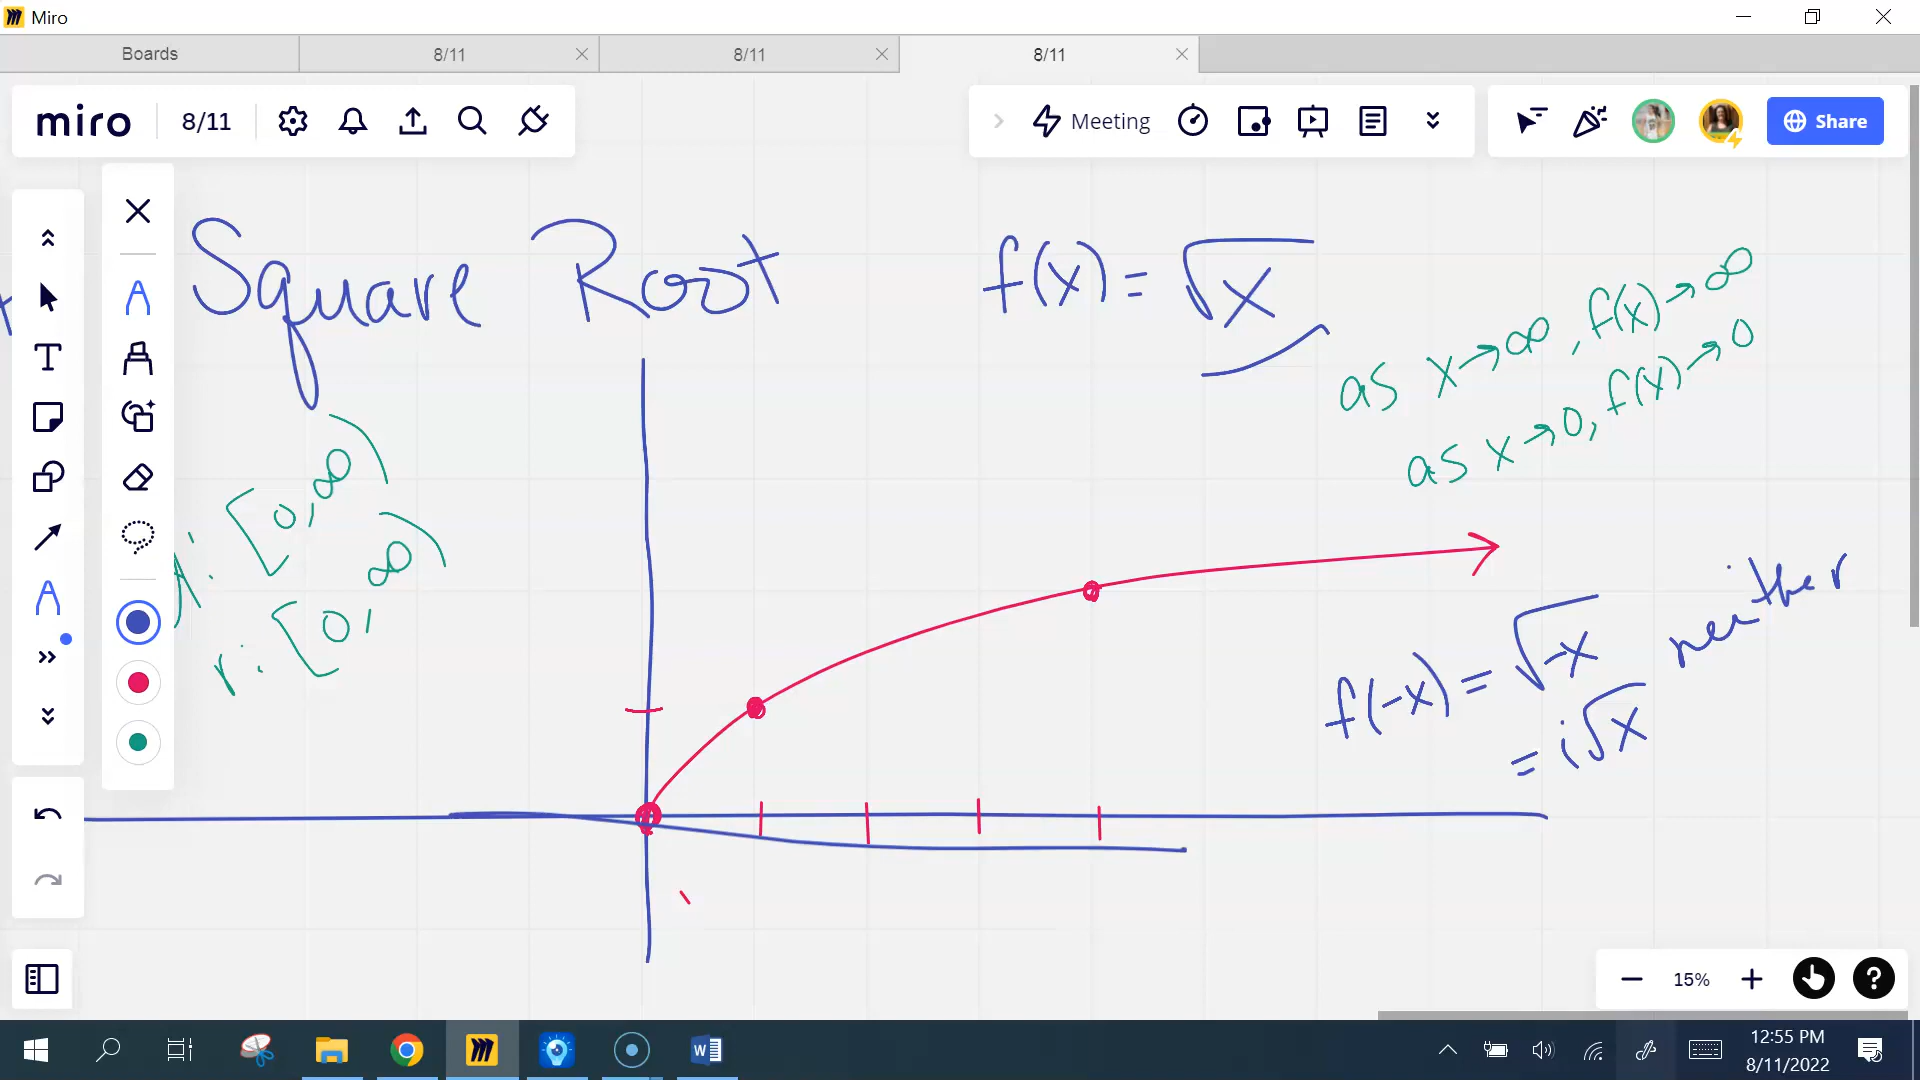 Miro
Boards 8/11 8/11 8/11
miro 8/11 Meeting Share
Square Root f(x) = √x
as x→∞, f(x)→∞
as x→0, f(x)→0
: [0,∞)
r: [0,∞)
f(-x) = √-x neither
= i√x
15%
12:55 PM
8/11/2022